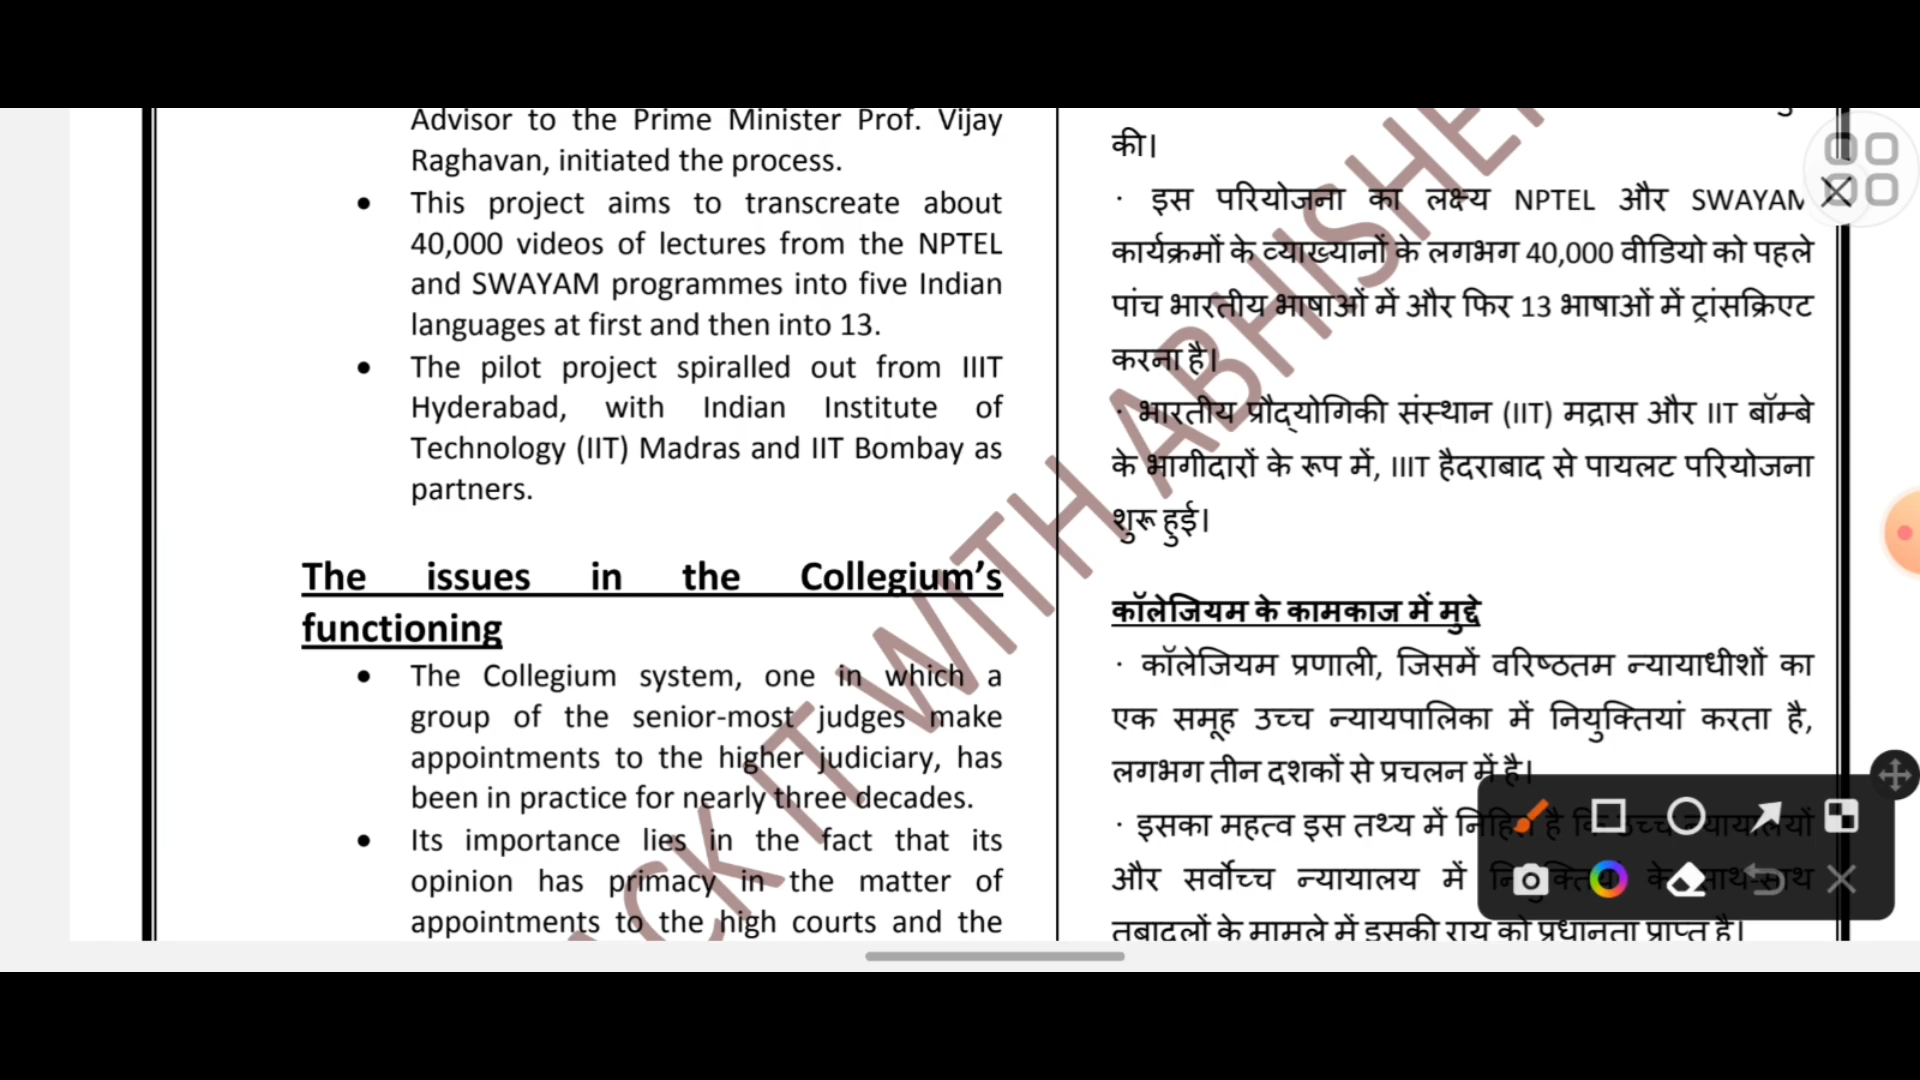 Advisor to the Prime Minister Prof. Vijay
Raghavan, initiated the process.
• This project aims to transcreate about
40,000 videos of lectures from the NPTEL
and SWAYAM programmes into five Indian
languages at first and then into 13.
• The pilot project spiralled out from IIIT
Hyderabad, with Indian Institute of
Technology (IIT) Madras and IIT Bombay as
partners.
The issues in the Collegium’s
functioning
• The Collegium system, one in which a
group of the senior-most judges make
appointments to the higher judiciary, has
been in practice for nearly three decades.
• Its importance lies in the fact that its
opinion has primacy in the matter of
appointments to the high courts and the
की।
· इस परियोजना का लक्ष्य NPTEL और SWAYAM
कार्यक्रमों के व्याख्यानों के लगभग 40,000 वीडियो को पहले
पांच भारतीय भाषाओं में और फिर 13 भाषाओं में ट्रांसक्रिएट
करना है।
· भारतीय प्रौद्योगिकी संस्थान (IIT) मद्रास और IIT बॉम्बे
के भागीदारों के रूप में, IIIT हैदराबाद से पायलट परियोजना
शुरू हुई।
कॉलेजियम के कामकाज में मुद्दे
· कॉलेजियम प्रणाली, जिसमें वरिष्ठतम न्यायाधीशों का
एक समूह उच्च न्यायपालिका में नियुक्तियां करता है,
लगभग तीन दशकों से प्रचलन में है।
· इसका महत्व इस तथ्य में निहित है कि उच्च न्यायालयों
और सर्वोच्च न्यायालय में नियुक्तियों के साथ-साथ
तबादलों के मामले में इसकी राय को प्रधानता प्राप्त है।
CK IT WITH ABHISHE